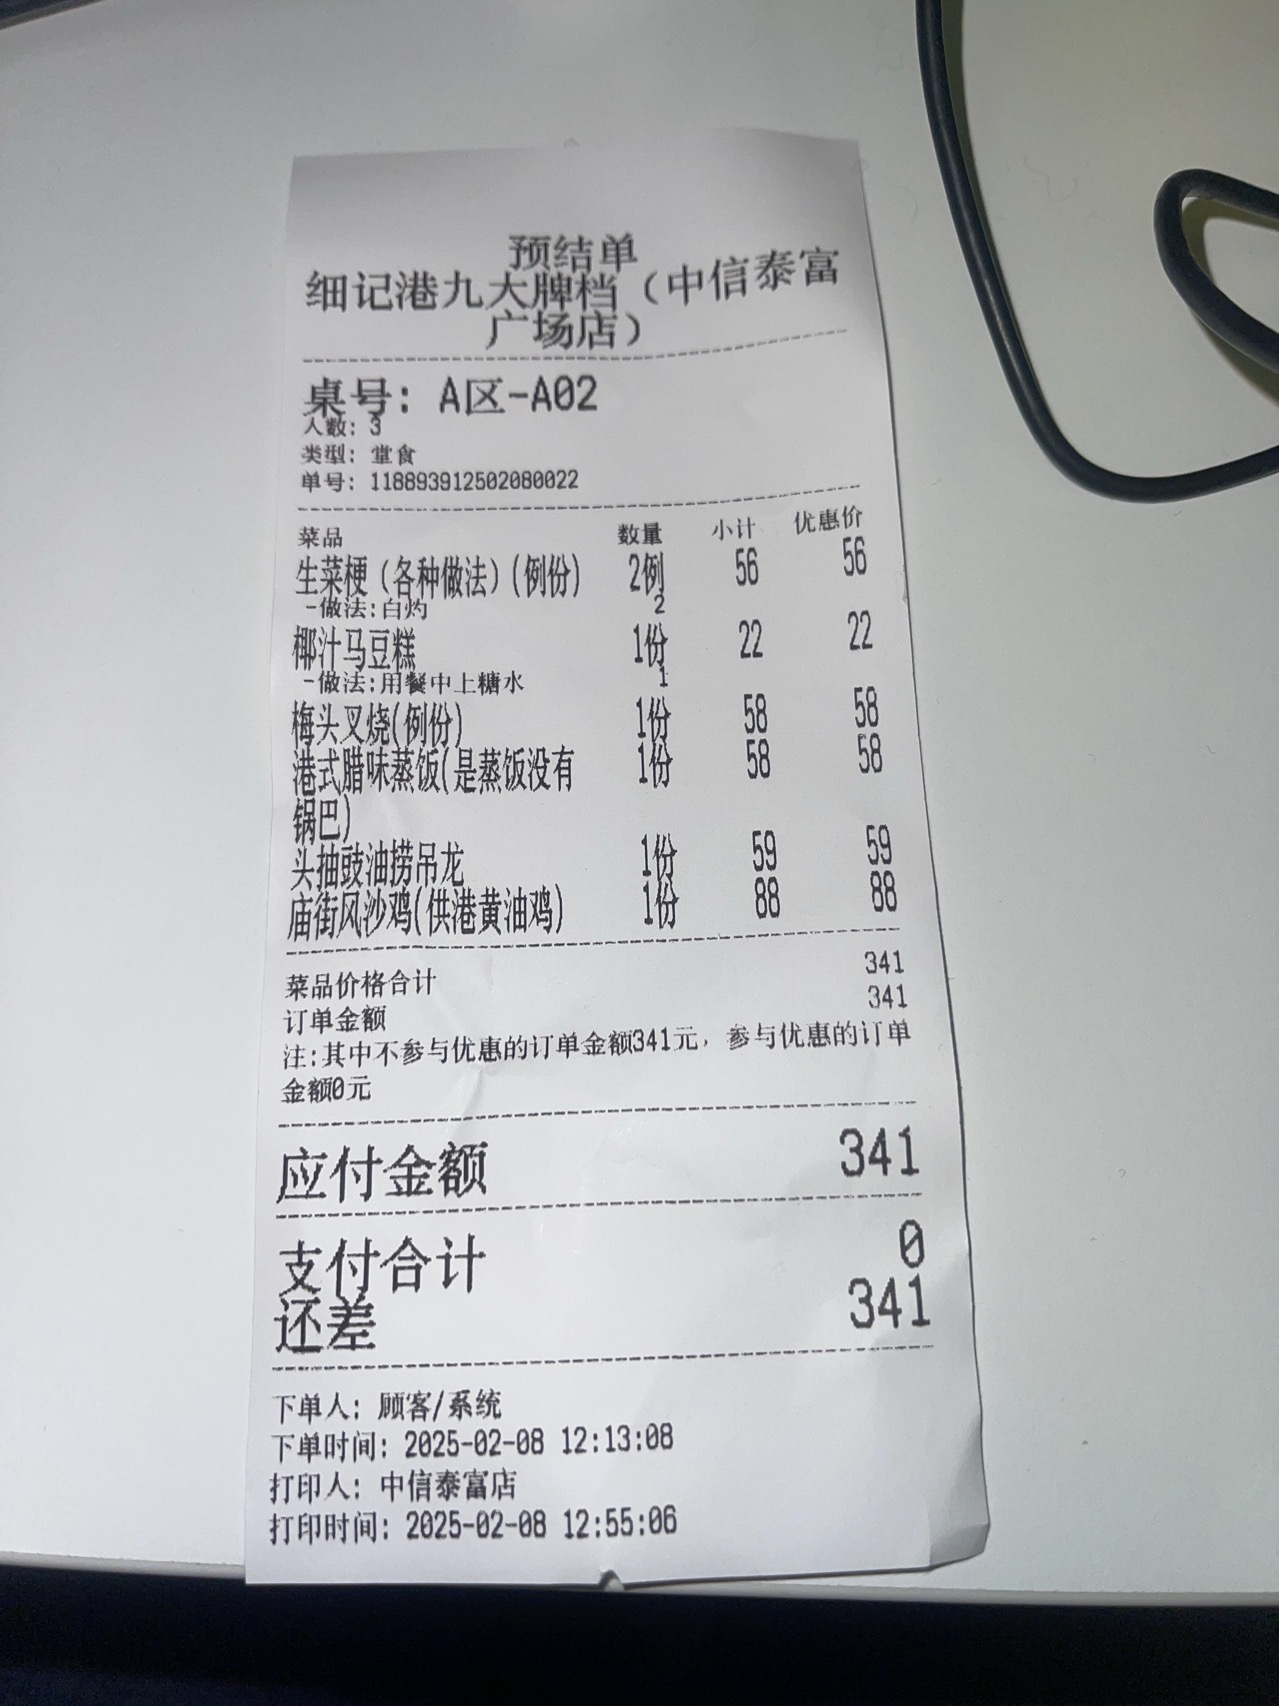 预结单
细记港九大牌档（中信泰富
广场店）
桌号: A区-A02
人数: 3
类型: 堂食
单号: 118893912502080022
菜品 数量 小计 优惠价
生菜梗（各种做法）(例份) 2例 56 56
-做法:白灼 2
椰汁马豆糕 1份 22 22
-做法:用餐中上糖水 1
梅头叉烧(例份) 1份 58 58
港式腊味蒸饭(是蒸饭没有 1份 58 58
锅巴)
头抽豉油捞吊龙 1份 59 59
庙街风沙鸡(供港黄油鸡) 1份 88 88
菜品价格合计 341
订单金额 341
注:其中不参与优惠的订单金额341元，参与优惠的订单
金额0元
应付金额 341
支付合计 0
还差 341
下单人: 顾客/系统
下单时间: 2025-02-08 12:13:08
打印人: 中信泰富店
打印时间: 2025-02-08 12:55:06